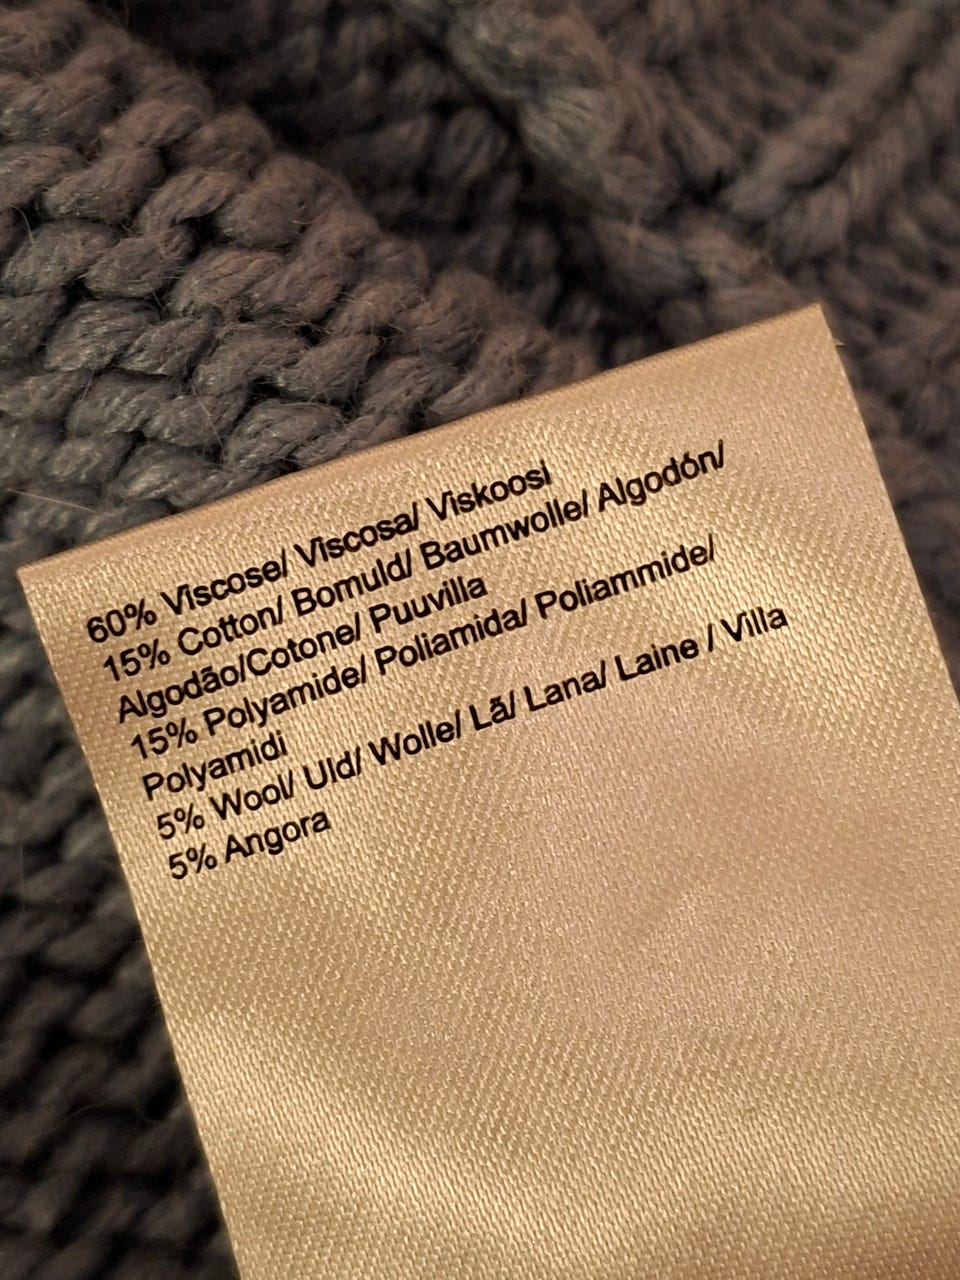 60% Viscose/ Viscosa/ Viskoosi
15% Cotton/ Bomuld/ Baumwolle/ Algodón/
Algodão/Cotone/ Puuvilla
15% Polyamide/ Poliamida/ Poliammide/
Polyamidi
5% Wool/ Uld/ Wolle/ Lã/ Lana/ Laine / Villa
5% Angora